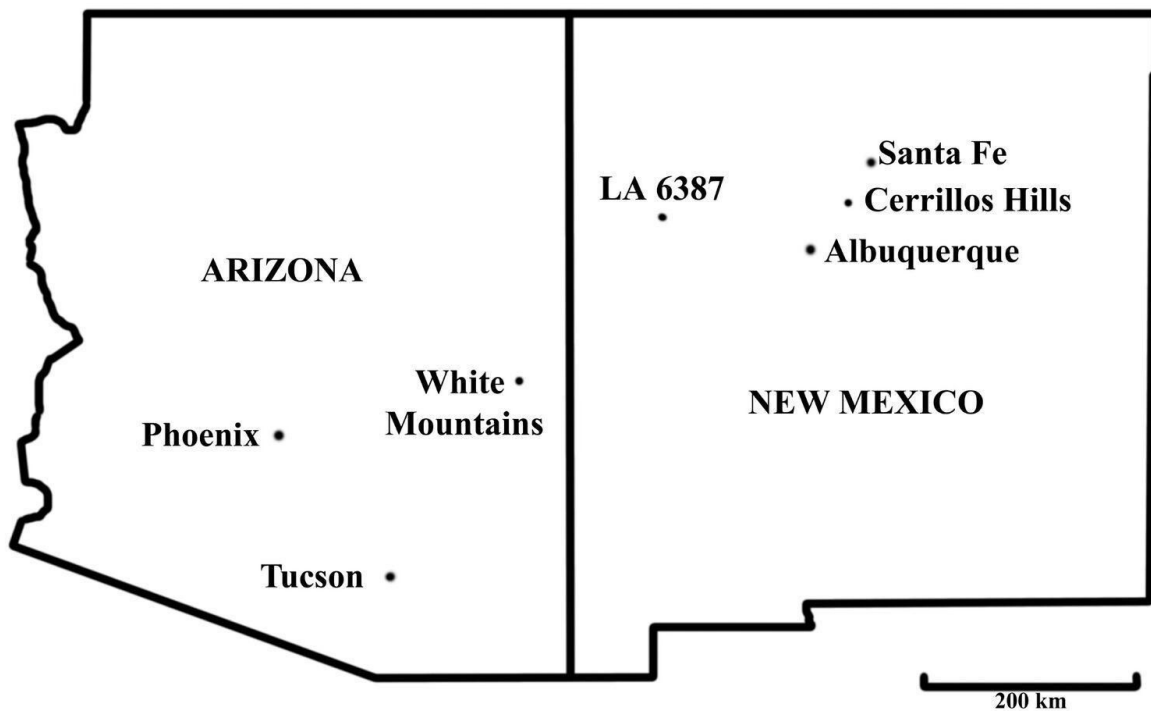 Santa Fe
LA 6387
Cerrillos Hills
Albuquerque
ARIZONA
White
Mountains
NEW MEXICO
Phoenix
Tucson
200 km